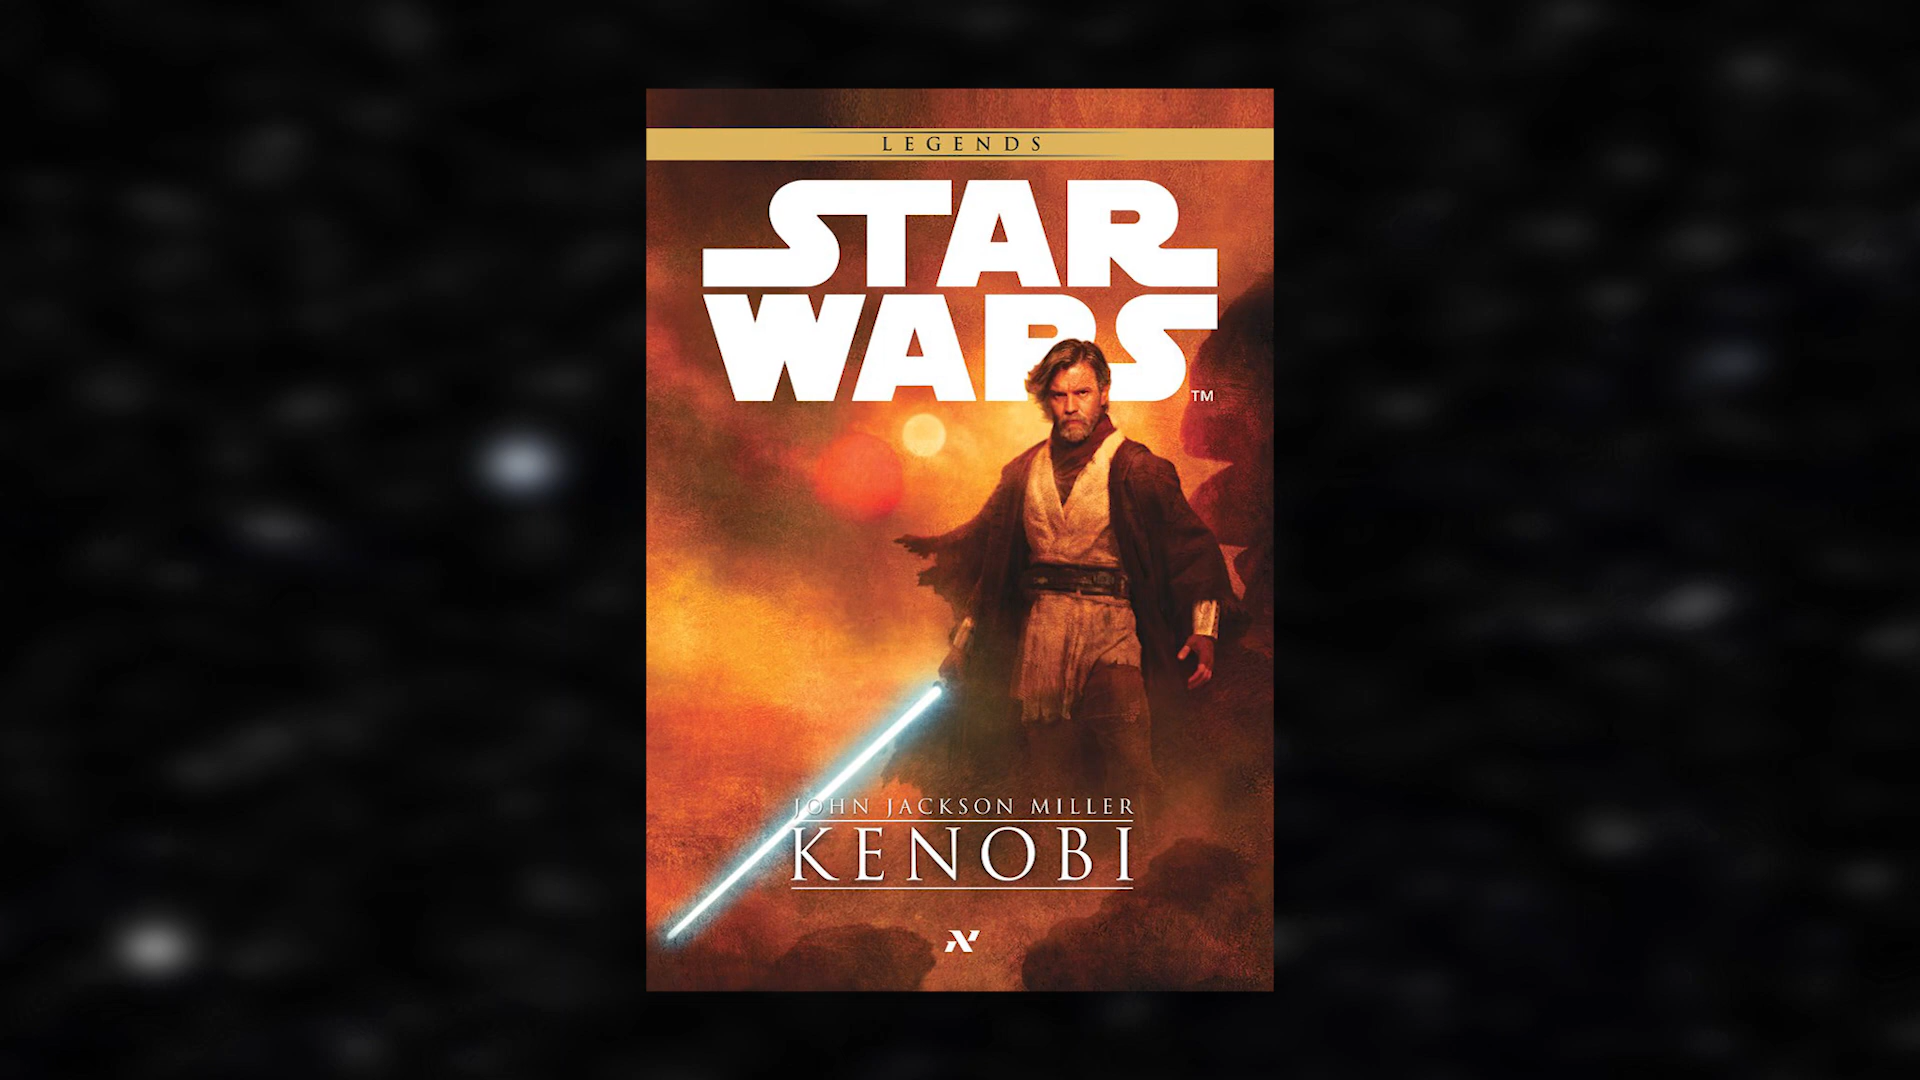 LEGENDS
STAR
WARS
TM
JOHN JACKSON MILLER
KENOBI